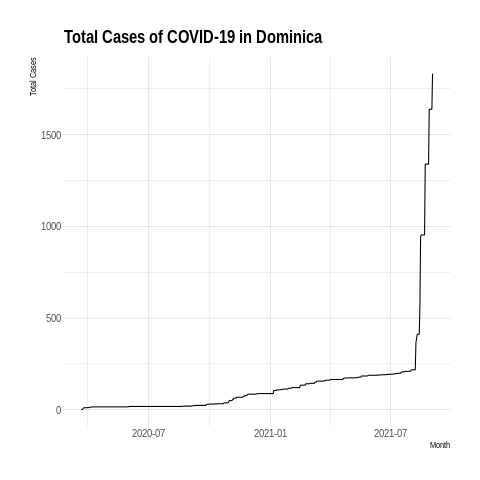 Total Cases of COVID-19 in Dominica
Total Cases
1500
1000
500
0
2020-07
2021-01
2021-07
Month